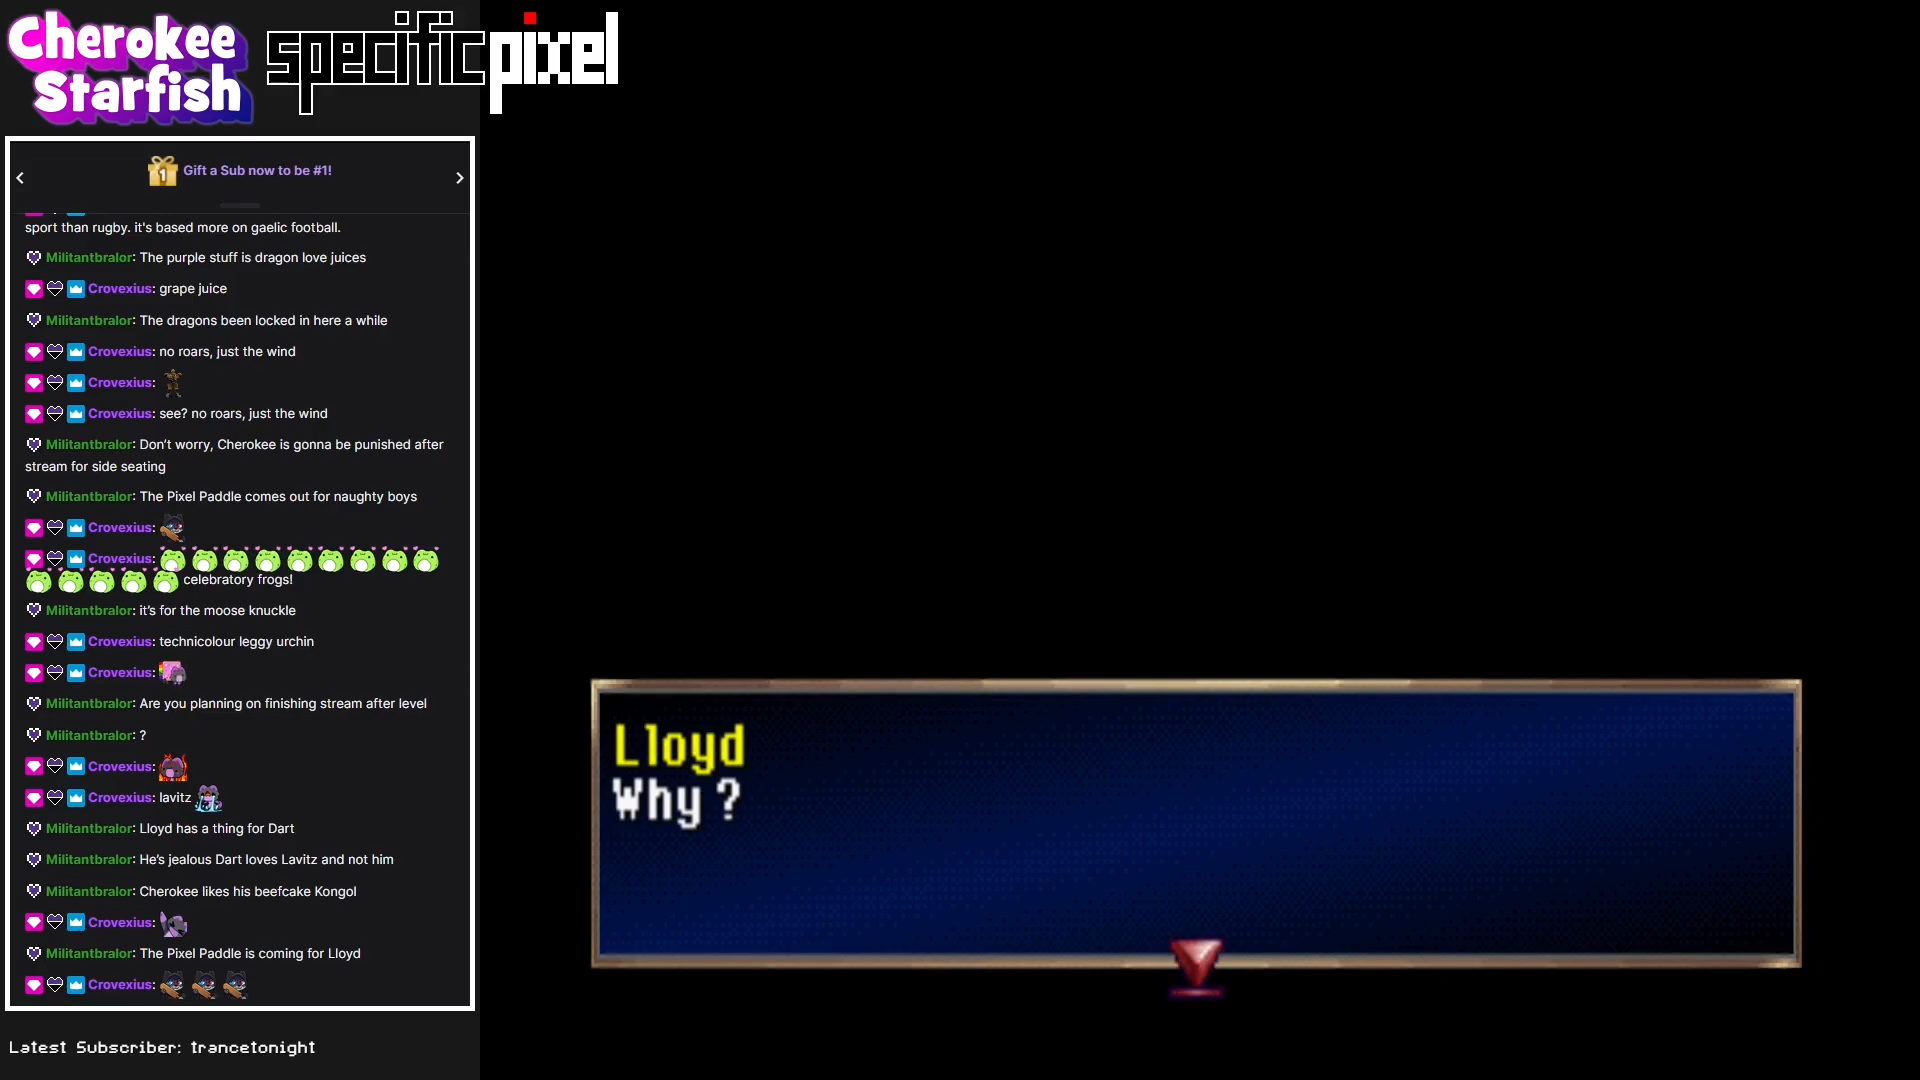 Cherokee
Starfish
specificpixel
1
Gift a Sub now to be #1!
sport than rugby. it's based more on gaelic football.
Militantbralor: The purple stuff is dragon love juices
Crovexius: grape juice
Militantbralor: The dragons been locked in here a while
Crovexius: no roars, just the wind
Crovexius:
Crovexius: see? no roars, just the wind
Militantbralor: Don't worry, Cherokee is gonna be punished after
stream for side seating
Militantbralor: The Pixel Paddle comes out for naughty boys
Crovexius:
Crovexius:
celebratory frogs!
Militantbralor: it's for the moose knuckle
Crovexius: technicolour leggy urchin
Crovexius:
Militantbralor: Are you planning on finishing stream after level
Militantbralor: ?
Crovexius:
Crovexius: lavitz
Militantbralor: Lloyd has a thing for Dart
Militantbralor: He's jealous Dart loves Lavitz and not him
Militantbralor: Cherokee likes his beefcake Kongol
Crovexius:
Militantbralor: The Pixel Paddle is coming for Lloyd
Crovexius:
Latest Subscriber: trancetonight
Lloyd
Why ?